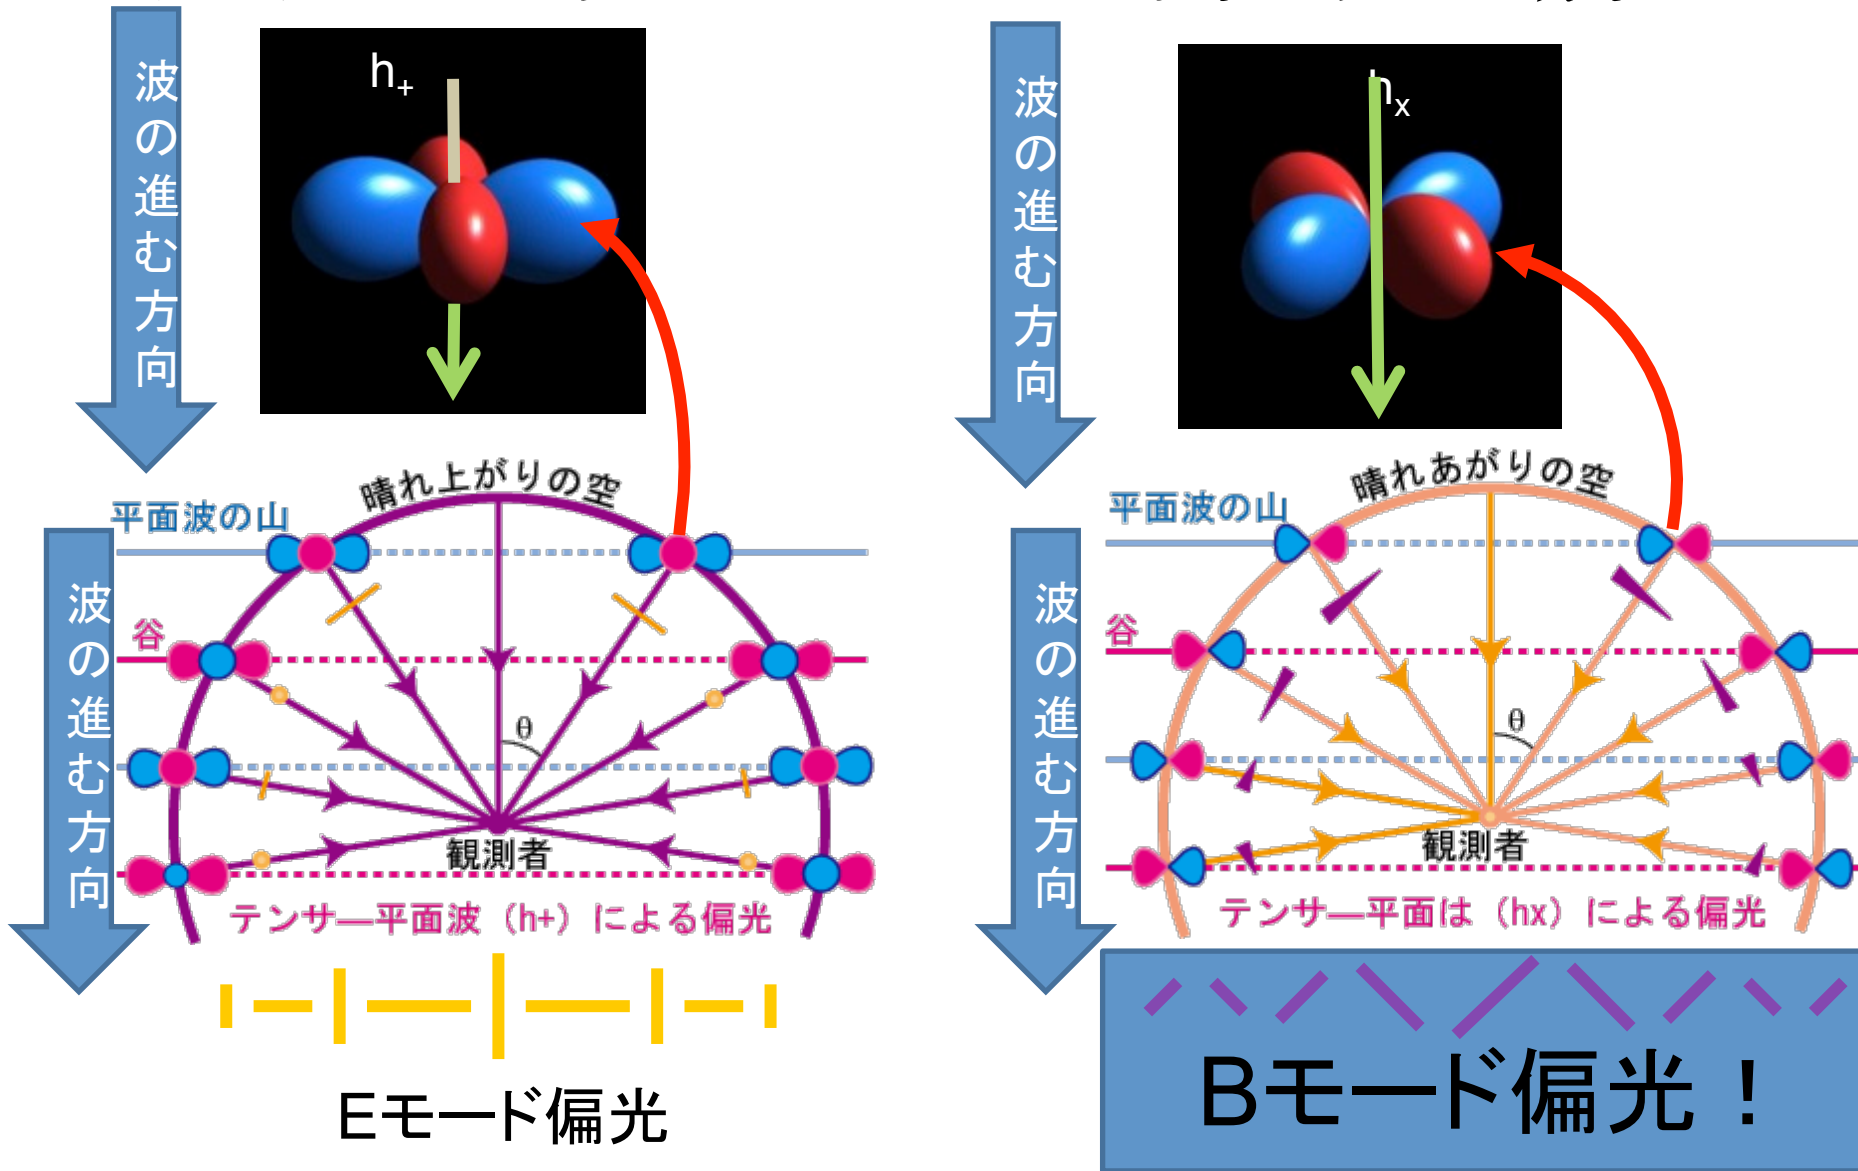 波の進む方向
h+
晴れ上がりの空
平面波の山
谷
波の進む方向
θ
観測者
テンサー平面波（h+）による偏光
Eモード偏光
波の進む方向
hx
晴れあがりの空
平面波の山
谷
波の進む方向
θ
観測者
テンサー平面は（hx）による偏光
Bモード偏光！